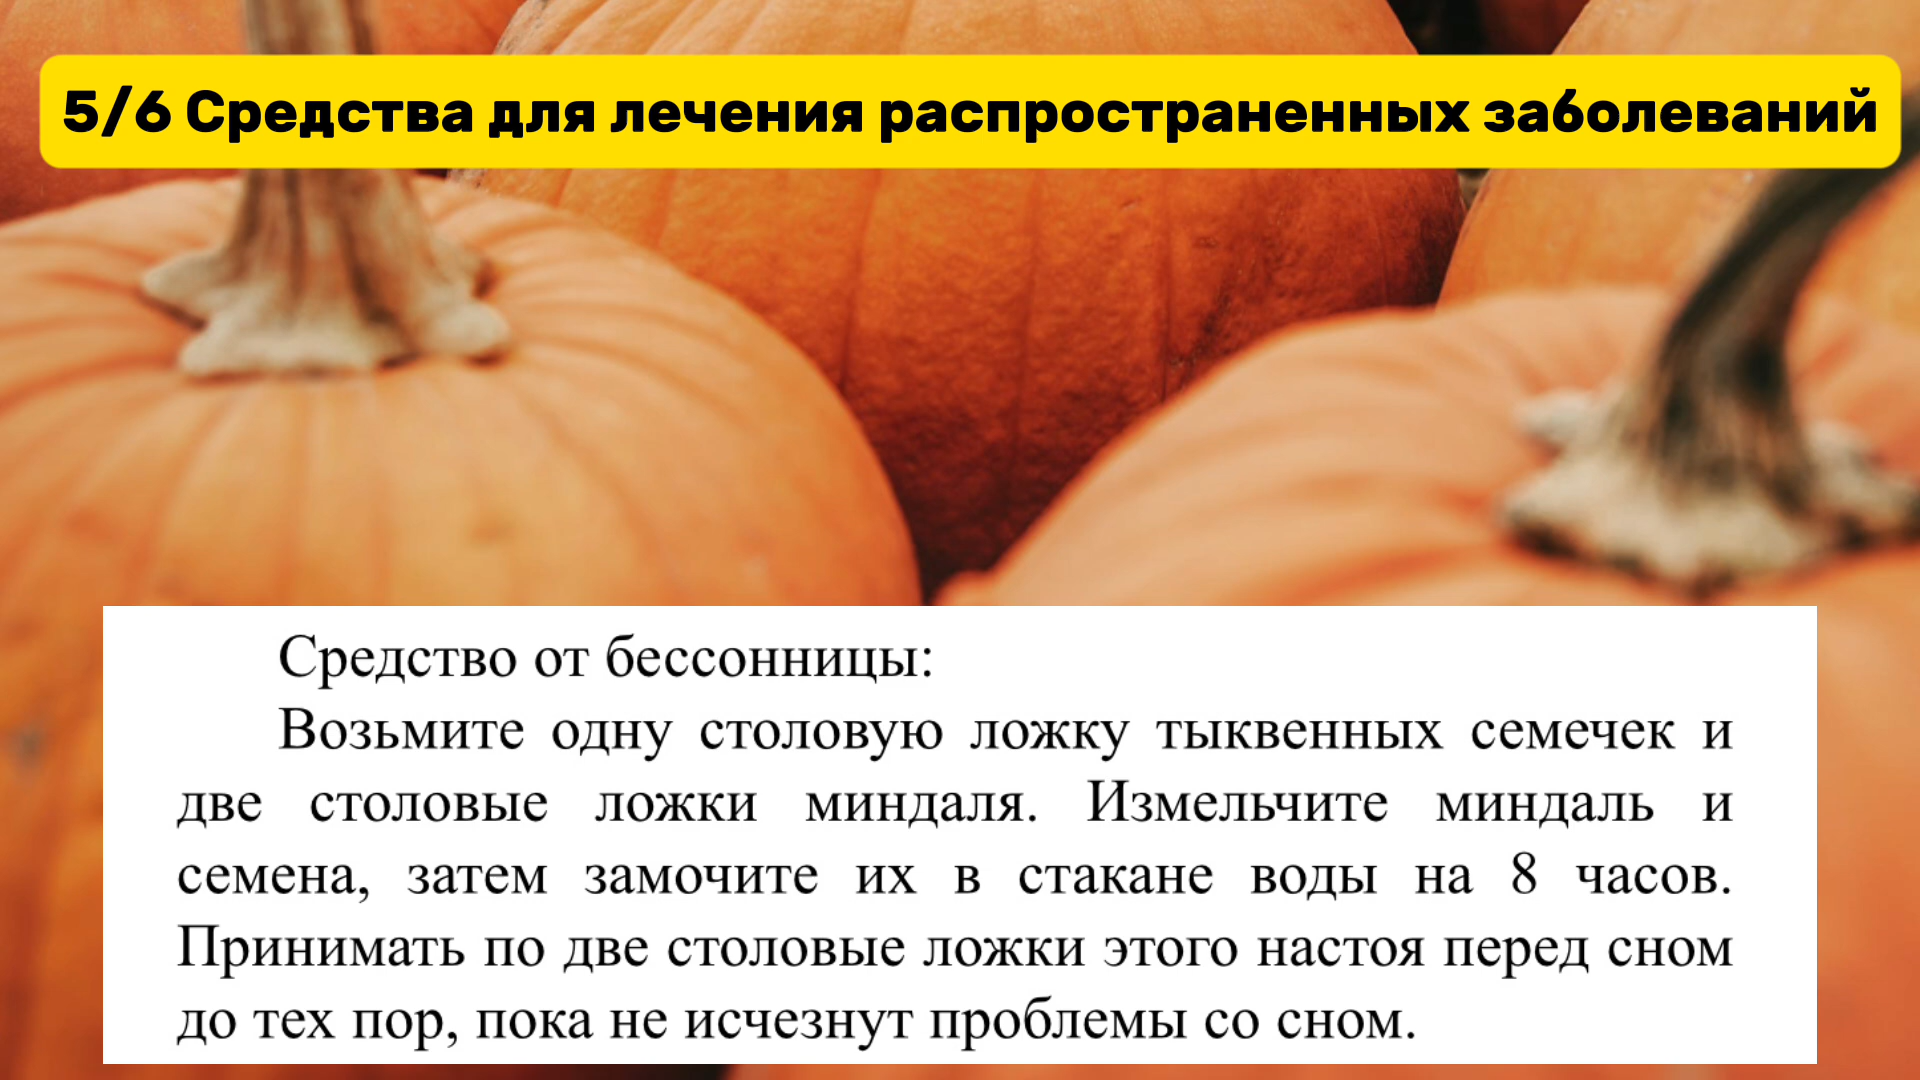 5/6 Средства для лечения распространенных заболеваний
Средство от бессонницы:
Возьмите одну столовую ложку тыквенных семечек и
две столовые ложки миндаля. Измельчите миндаль и
семена, затем замочите их в стакане воды на 8 часов.
Принимать по две столовые ложки этого настоя перед сном
до тех пор, пока не исчезнут проблемы со сном.